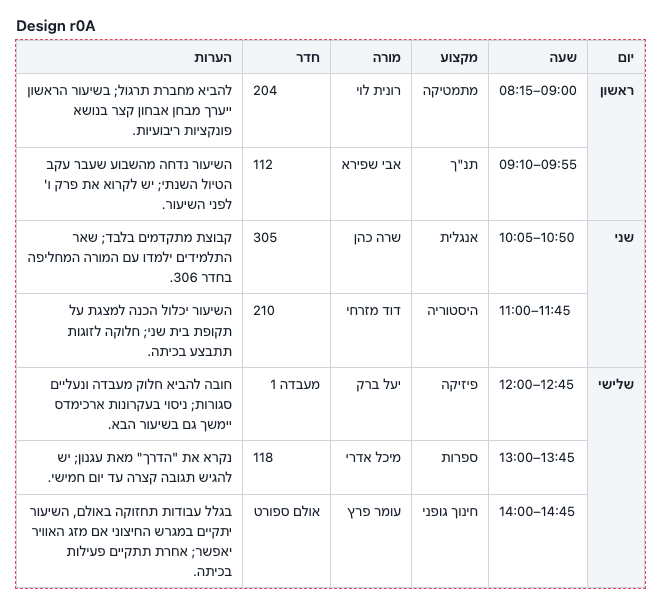 Design r0A
יום שעה מקצוע מורה חדר הערות
ראשון 08:15–09:00 מתמטיקה רונית לוי 204 להביא מחברת תרגול; בשיעור הראשון
ייערך מבחן אבחון קצר בנושא
פונקציות ריבועיות.
09:10–09:55 תנ"ך אבי שפירא 112 השיעור נדחה מהשבוע שעבר עקב
הטיול השנתי; יש לקרוא את פרק ו'
לפני השיעור.
שני 10:05–10:50 אנגלית שרה כהן 305 קבוצת מתקדמים בלבד; שאר
התלמידים ילמדו עם המורה המחליפה
בחדר 306.
11:00–11:45 היסטוריה דוד מזרחי 210 השיעור יכלול הכנה למצגת על
תקופת בית שני; חלוקה לזוגות
תתבצע בכיתה.
שלישי 12:00–12:45 פיזיקה יעל ברק מעבדה 1 חובה להביא חלוק מעבדה ונעליים
סגורות; ניסוי בעקרונות ארכימדס
יימשך גם בשיעור הבא.
13:00–13:45 ספרות מיכל אדרי 118 נקרא את "הדרך" מאת עגנון; יש
להגיש תגובה קצרה עד יום חמישי.
14:00–14:45 חינוך גופני עומר פרץ אולם ספורט בגלל עבודות תחזוקה באולם, השיעור
יתקיים במגרש החיצוני אם מזג האוויר
יאפשר; אחרת תתקיים פעילות
בכיתה.